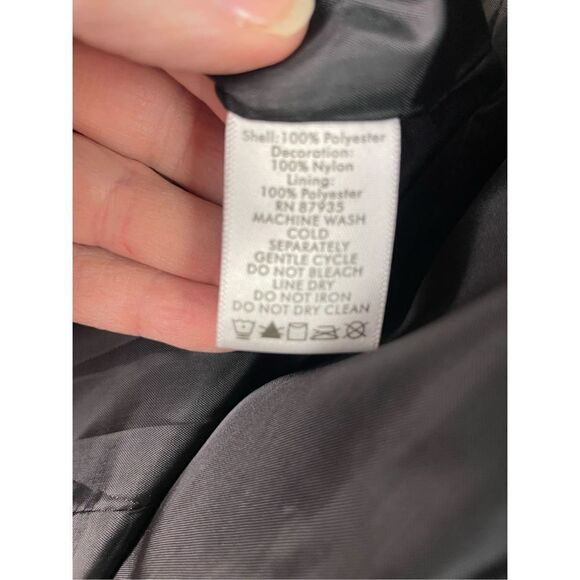 Shell:100% Polyester
Decoration:
100% Nylon
Lining:
100% Polyester
RN 87935
MACHINE WASH
COLD
SEPARATELY
GENTLE CYCLE
DO NOT BLEACH
LINE DRY
DO NOT IRON
DO NOT DRY CLEAN